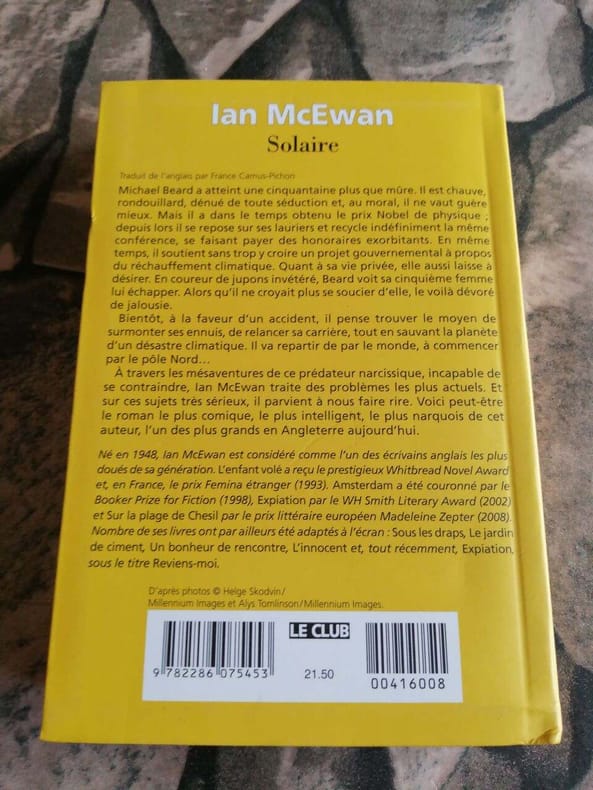 Ian McEwan
Solaire
Traduit de l'anglais par France Camus-Pichon
Michael Beard a atteint une cinquantaine plus que mûre. Il est chauve,
rondouillard, dénué de toute séduction et, au moral, il ne vaut guère
mieux. Mais il a dans le temps obtenu le prix Nobel de physique ;
depuis lors il se repose sur ses lauriers et recycle indéfiniment la même
conférence, se faisant payer des honoraires exorbitants. En même
temps, il soutient sans trop y croire un projet gouvernemental à propos
du réchauffement climatique. Quant à sa vie privée, elle aussi laisse à
désirer. En coureur de jupons invétéré, Beard voit sa cinquième femme
lui échapper. Alors qu'il ne croyait plus se soucier d'elle, le voilà dévoré
de jalousie.
Bientôt, à la faveur d'un accident, il pense trouver le moyen de
surmonter ses ennuis, de relancer sa carrière, tout en sauvant la planète
d'un désastre climatique. Il va repartir de par le monde, à commencer
par le pôle Nord...
À travers les mésaventures de ce prédateur narcissique, incapable de
se contraindre, Ian McEwan traite des problèmes les plus actuels. Et
sur ces sujets très sérieux, il parvient à nous faire rire. Voici peut-être
le roman le plus comique, le plus intelligent, le plus narquois de cet
auteur, l'un des plus grands en Angleterre aujourd'hui.
Né en 1948, Ian McEwan est considéré comme l'un des écrivains anglais les plus
doués de sa génération. L'enfant volé a reçu le prestigieux Whitbread Novel Award
et, en France, le prix Femina étranger (1993). Amsterdam a été couronné par le
Booker Prize for Fiction (1998), Expiation par le WH Smith Literary Award (2002)
et Sur la plage de Chesil par le prix littéraire européen Madeleine Zepter (2008).
Nombre de ses livres ont par ailleurs été adaptés à l'écran : Sous les draps, Le jardin
de ciment, Un bonheur de rencontre, L'innocent et, tout récemment, Expiation,
sous le titre Reviens-moi.
D'après photos © Helge Skodvin/
Millennium Images et Alys Tomlinson/Millennium Images.
LE CLUB
9 782286 075453
21.50
00416008